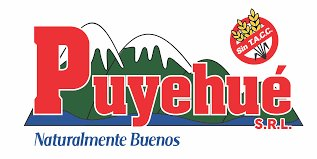 Sin T.A.C.C.
Puyehué
S.R.L.
Naturalmente Buenos